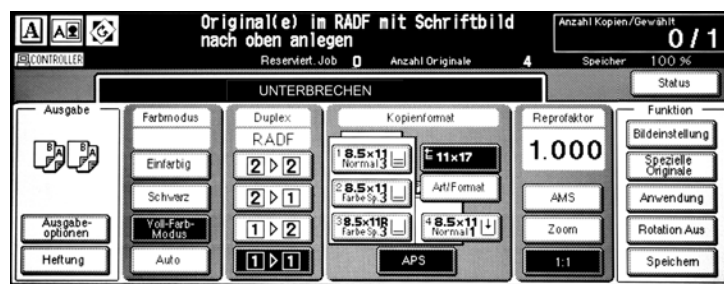 Original(e) im RADF mit Schriftbild
nach oben anlegen
Anzahl Kopien/Gewählt
0/1
CONTROLLER
Reserviert. Job 0 Anzahl Originale 4 Speicher 100 %
UNTERBRECHEN
Status
Ausgabe
Farbmodus
Duplex
Kopienformat
Reprofaktor
Funktion
RADF
1.000
Bildeinstellung
Einfarbig
2 2
1 8.5x11
Normal 3
11x17
Spezielle
Originale
Schwarz
2 1
2 8.5x11
Farbe Sp. 3
Art/Format
AMS
Anwendung
Ausgabe-
optionen
Voll-Farb-
Modus
1 2
3 8.5x11R
Farbe Sp. 3
4 8.5x11
Normal 1
Zoom
Rotation Aus
Heftung
Auto
1 1
APS
1:1
Speichern